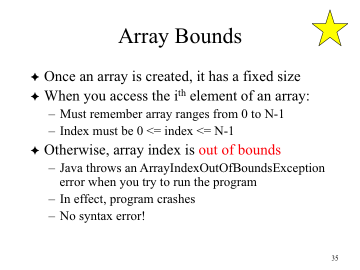 Array Bounds
✦ Once an array is created, it has a fixed size
✦ When you access the ith element of an array:
– Must remember array ranges from 0 to N-1
– Index must be 0 <= index <= N-1
✦ Otherwise, array index is out of bounds
– Java throws an ArrayIndexOutOfBoundsException
error when you try to run the program
– In effect, program crashes
– No syntax error!
35